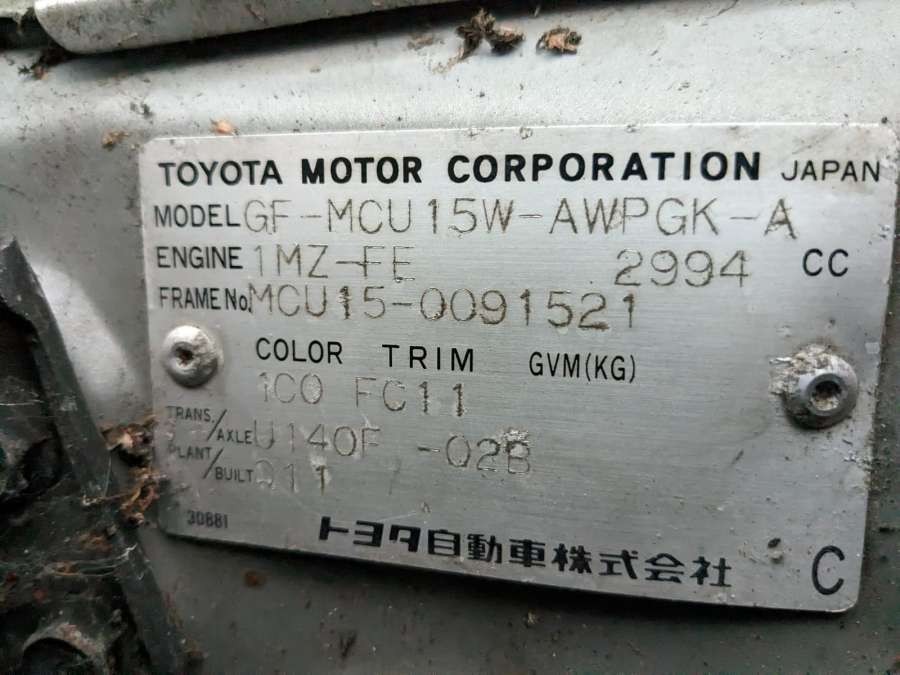 TOYOTA MOTOR CORPORATION JAPAN
MODEL GF-MCU15W-AWPGK-A
ENGINE 1MZ-FE 2994 CC
FRAME No. MCU15-0091521
COLOR TRIM GVM(KG)
1C0 FC11
TRANS./AXLE U140F -02B
PLANT/BUILT Q11
30881
トヨタ自動車株式会社 C